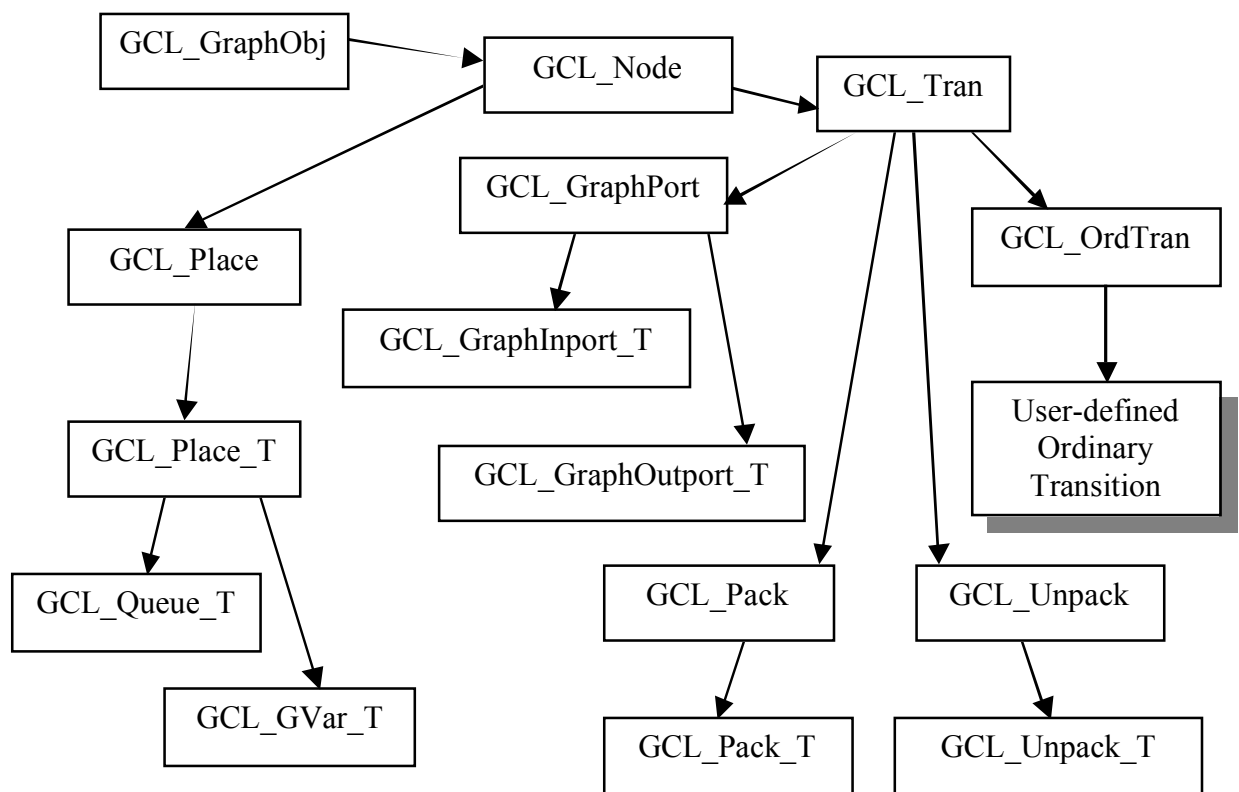 GCL_GraphObj
GCL_Node
GCL_Tran
GCL_GraphPort
GCL_OrdTran
GCL_Place
GCL_GraphInport_T
User-defined
Ordinary
Transition
GCL_Place_T
GCL_GraphOutport_T
GCL_Queue_T
GCL_Pack
GCL_Unpack
GCL_GVar_T
GCL_Pack_T
GCL_Unpack_T